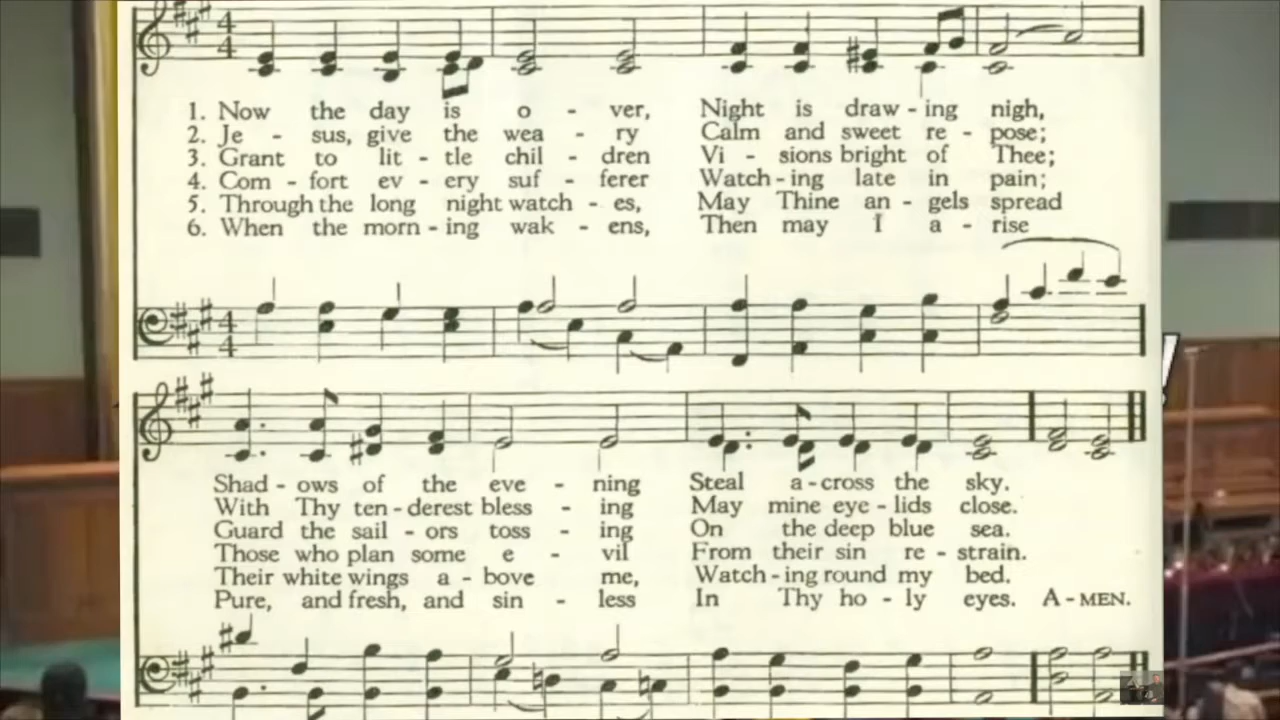 1. Now the day is o - ver, Night is draw - ing nigh,
2. Je - sus, give the wea - ry Calm and sweet re - pose;
3. Grant to lit - tle chil - dren Vi - sions bright of Thee;
4. Com - fort ev - ery suf - ferer Watch - ing late in pain;
5. Through the long night watch - es, May Thine an - gels spread
6. When the morn - ing wak - ens, Then may I a - rise
Shad - ows of the eve - ning Steal a - cross the sky.
With Thy ten - derest bless - ing May mine eye - lids close.
Guard the sail - ors toss - ing On the deep blue sea.
Those who plan some e - vil From their sin re - strain.
Their white wings a - bove me, Watch - ing round my bed.
Pure, and fresh, and sin - less In Thy ho - ly eyes. A - MEN.